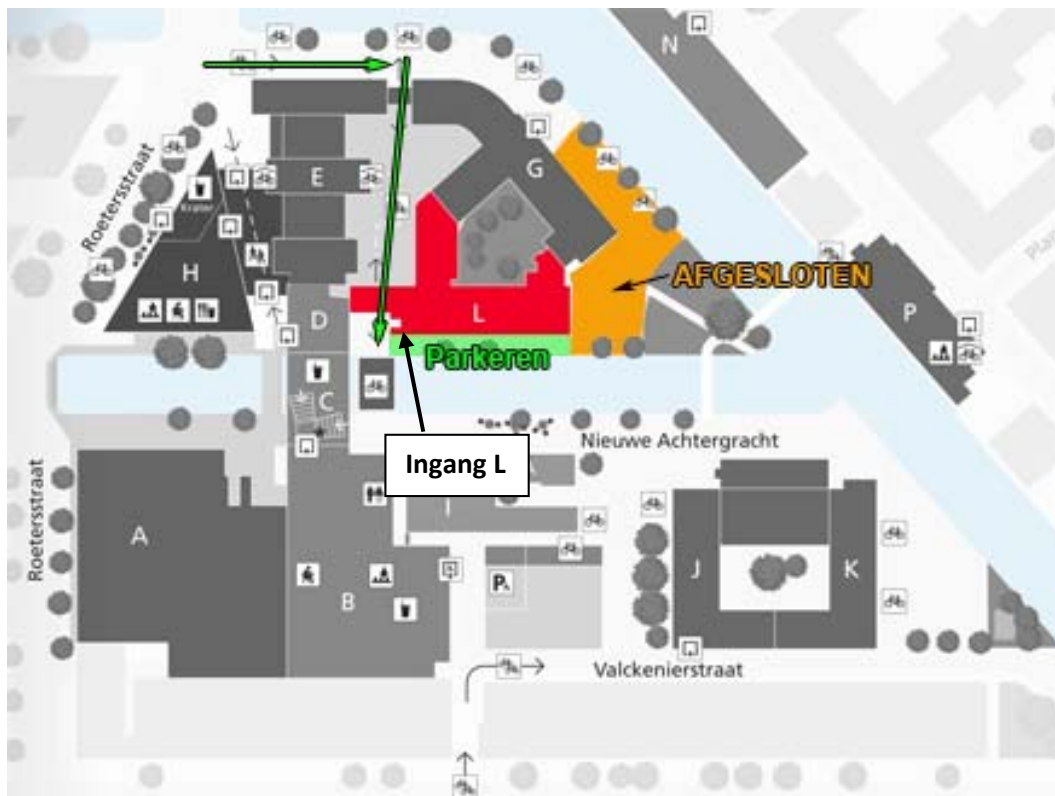 N
Roetersstraat
Krater
E
G
H
AFGESLOTEN
L
P
D
Parkeren
C
Ingang L
Nieuwe Achtergracht
Roetersstraat
A
I
J
K
B
P
Valckenierstraat